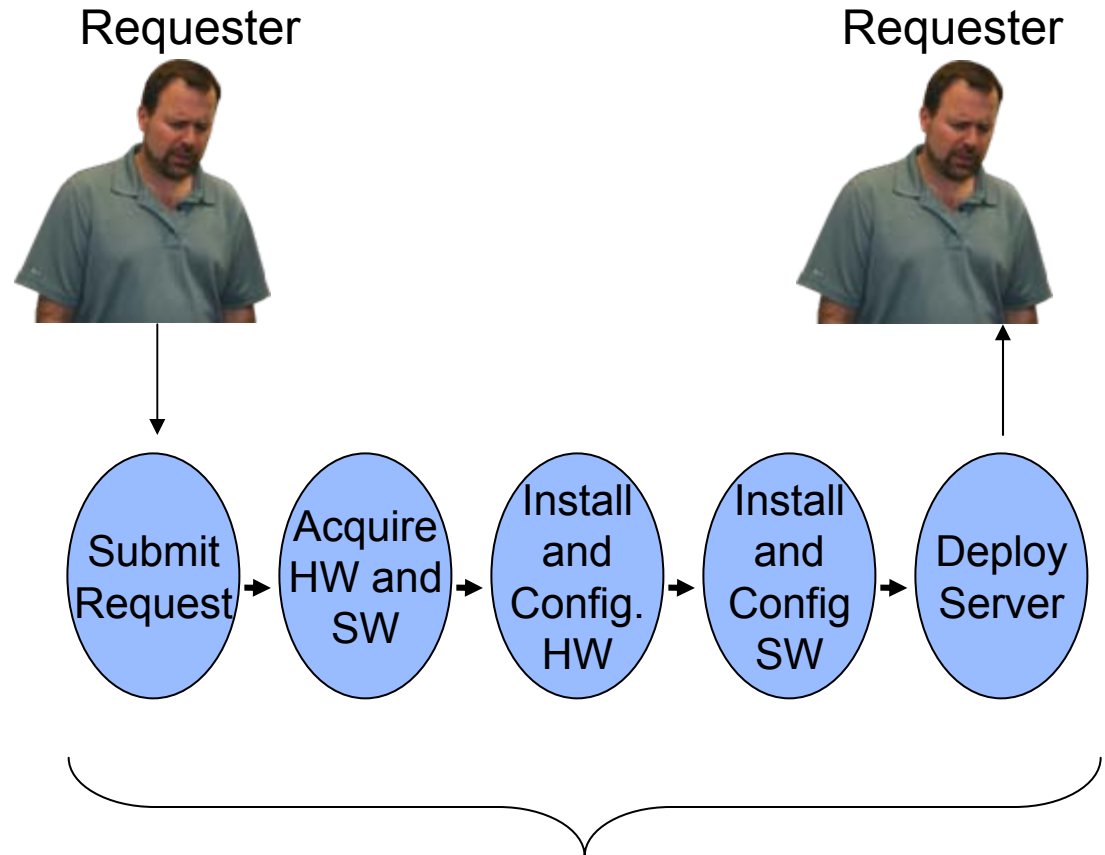 Requester
Requester
Submit
Request
Acquire
HW and
SW
Install
and
Config.
HW
Install
and
Config
SW
Deploy
Server